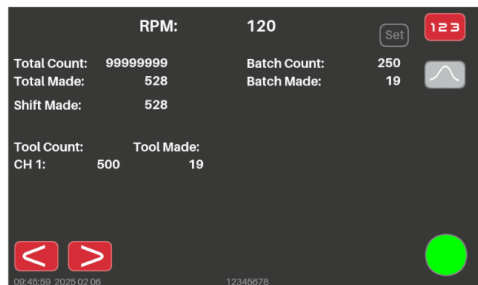 RPM: 120
Set
123
Total Count: 99999999 Batch Count: 250
Total Made: 528 Batch Made: 19
Shift Made: 528
Tool Count: Tool Made:
CH 1: 500 19
< >
09:45:59 2025 02 06 12345678